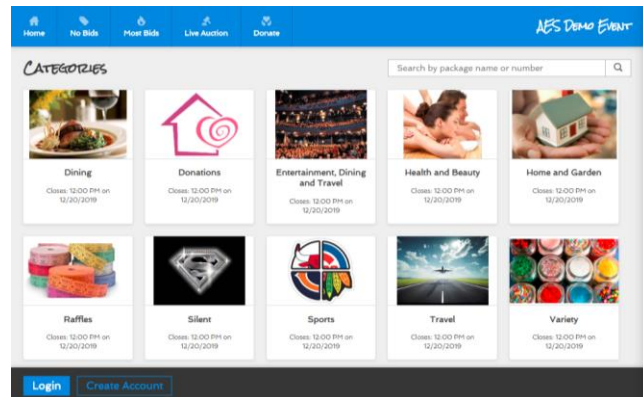 Home No Bids Most Bids Live Auction Donate
AES Demo Event
Categories
Search by package name or number
Dining
Closes: 12:00 PM on
12/20/2019
Donations
Closes: 12:00 PM on
12/20/2019
Entertainment, Dining
and Travel
Closes: 12:00 PM on
12/20/2019
Health and Beauty
Closes: 12:00 PM on
12/20/2019
Home and Garden
Closes: 12:00 PM on
12/20/2019
Raffles
Closes: 12:00 PM on
12/20/2019
Silent
Closes: 12:00 PM on
12/20/2019
Sports
Closes: 12:00 PM on
12/20/2019
Travel
Closes: 12:00 PM on
12/20/2019
Variety
Closes: 12:00 PM on
12/20/2019
Login Create Account